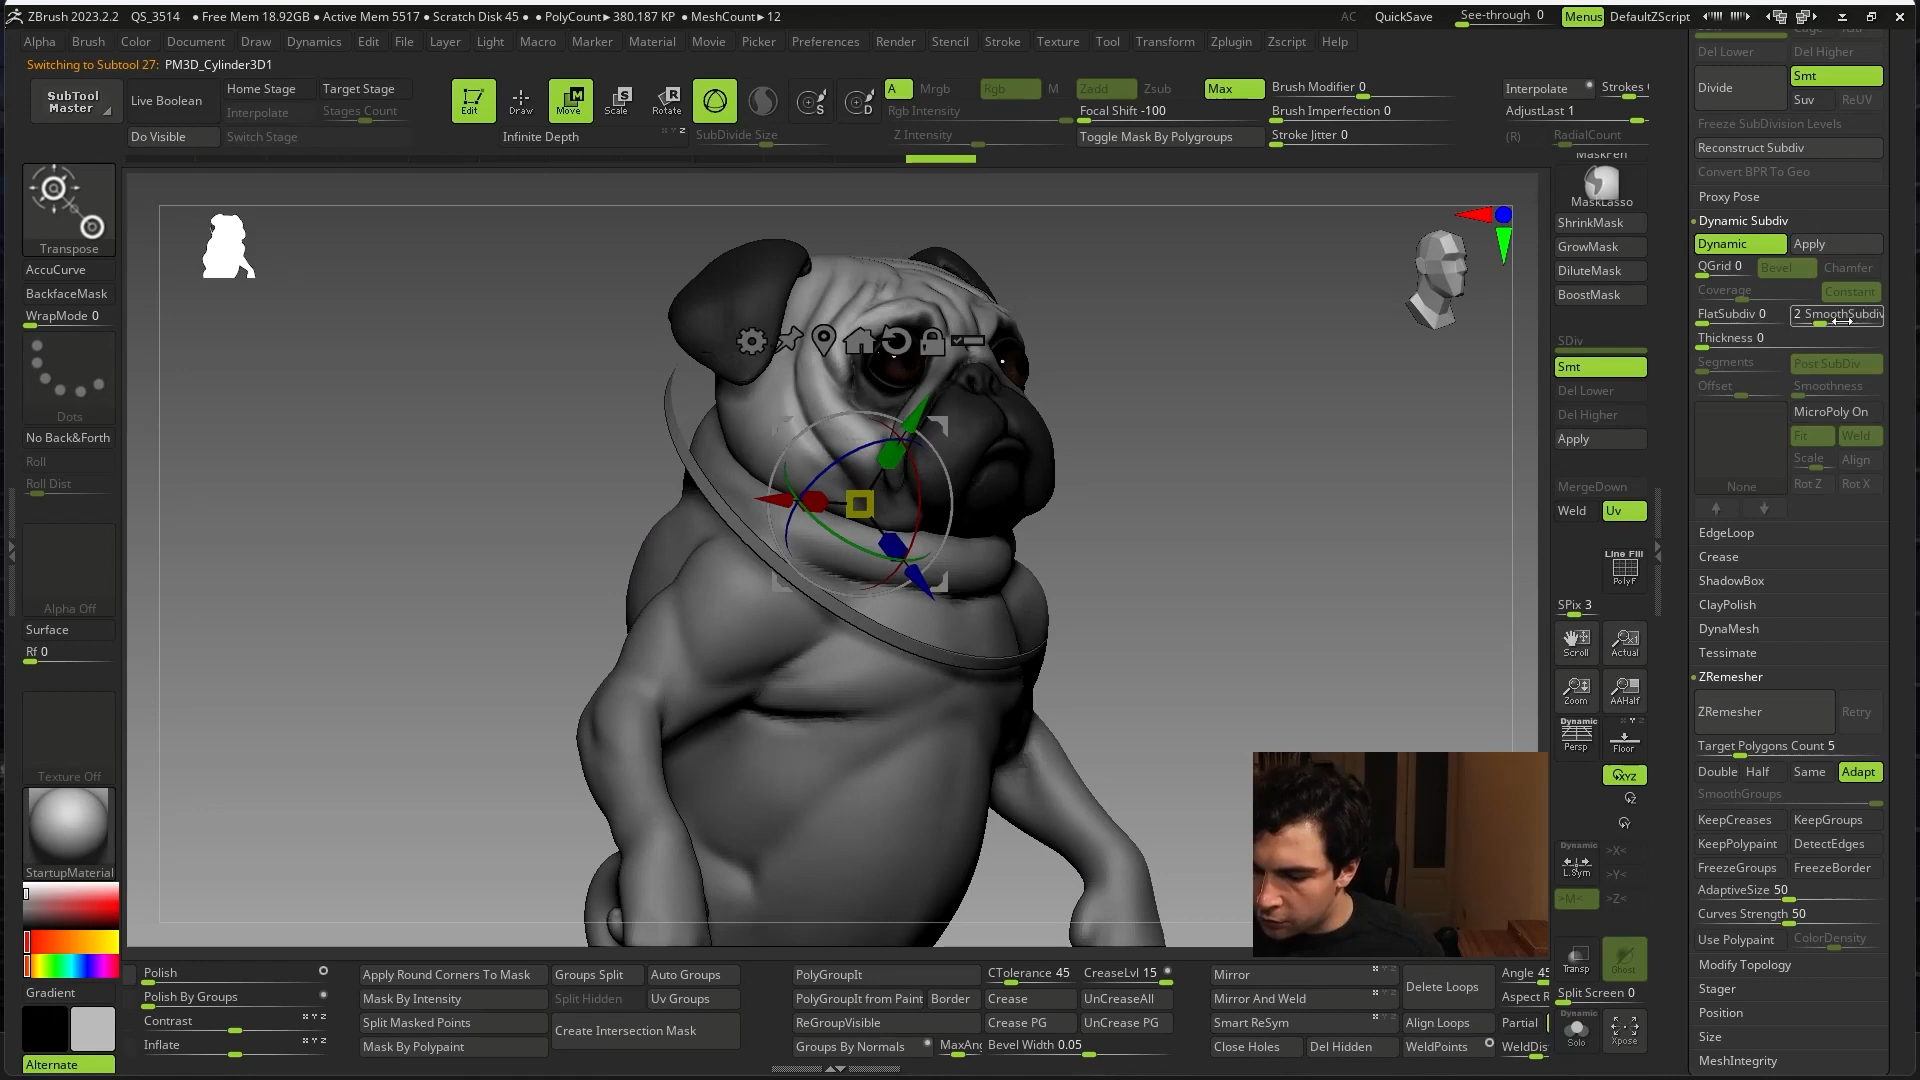 ZBrush 2023.2.2 QS_3514 ● Free Mem 18.92GB ● Active Mem 5517 ● Scratch Disk 45 ● ● PolyCount► 380.187 KP ● MeshCount► 12
AC QuickSave See-through 0 Menus DefaultZScript
Alpha Brush Color Document Draw Dynamics Edit File Layer Light Macro Marker Material Movie Picker Preferences Render Stencil Stroke Texture Tool Transform Zplugin Zscript Help
Switching to Subtool 27: PM3D_Cylinder3D1
SubTool
Master
Live Boolean
Do Visible
Home Stage Target Stage
Interpolate Stages Count
Switch Stage
Edit Draw Move Scale Rotate
Infinite Depth
SubDivide Size
S D
A Mrgb Rgb M Zadd Zsub
Rgb Intensity
Z Intensity
Max Brush Modifier 0
Focal Shift -100 Brush Imperfection 0
Toggle Mask By Polygroups Stroke Jitter 0
Interpolate Strokes
AdjustLast 1
(R) RadialCount
Transpose
AccuCurve
BackfaceMask
WrapMode 0
Dots
No Back&Forth
Roll
Roll Dist
Alpha Off
Surface
Rf 0
Texture Off
StartupMaterial
Gradient
Alternate
MaskPen
MaskLasso
ShrinkMask
GrowMask
DiluteMask
BoostMask
SDiv
Smt
Del Lower
Del Higher
Apply
MergeDown
Weld Uv
Line Fill
PolyF
SPix 3
Scroll Actual
Zoom AAHalf
Dynamic
Persp Floor
XYZ
Z
Y
Dynamic
L.Sym
>X<
>Y<
>M< >Z<
Transp Ghost
Split Screen 0
Dynamic
Solo Xpose
Del Lower Del Higher
Divide Smt
Suv ReUV
Freeze SubDivision Levels
Reconstruct Subdiv
Convert BPR To Geo
Proxy Pose
Dynamic Subdiv
Dynamic Apply
QGrid 0 Bevel Chamfer
Coverage Constant
FlatSubdiv 0 2 SmoothSubdiv
Thickness 0
Segments Post SubDiv
Offset Smoothness
MicroPoly On
Fit Weld
Scale Align
None Rot Z Rot X
EdgeLoop
Crease
ShadowBox
ClayPolish
DynaMesh
Tessimate
ZRemesher
ZRemesher Retry
Target Polygons Count 5
Double Half Same Adapt
SmoothGroups
KeepCreases KeepGroups
KeepPolypaint DetectEdges
FreezeGroups FreezeBorder
AdaptiveSize 50
Curves Strength 50
Use Polypaint ColorDensity
Modify Topology
Stager
Position
Size
MeshIntegrity
Polish
Polish By Groups
Contrast
Inflate
Apply Round Corners To Mask
Mask By Intensity
Split Masked Points
Mask By Polypaint
Groups Split Auto Groups
Split Hidden Uv Groups
Create Intersection Mask
PolyGroupIt
PolyGroupIt from Paint Border
ReGroupVisible
Groups By Normals MaxAng
CTolerance 45 CreaseLvl 15
Crease UnCreaseAll
Crease PG UnCrease PG
Bevel Width 0.05
Mirror
Mirror And Weld
Smart ReSym
Close Holes Del Hidden
Delete Loops
Align Loops
WeldPoints
Angle 45
Aspect R
Partial
WeldDis